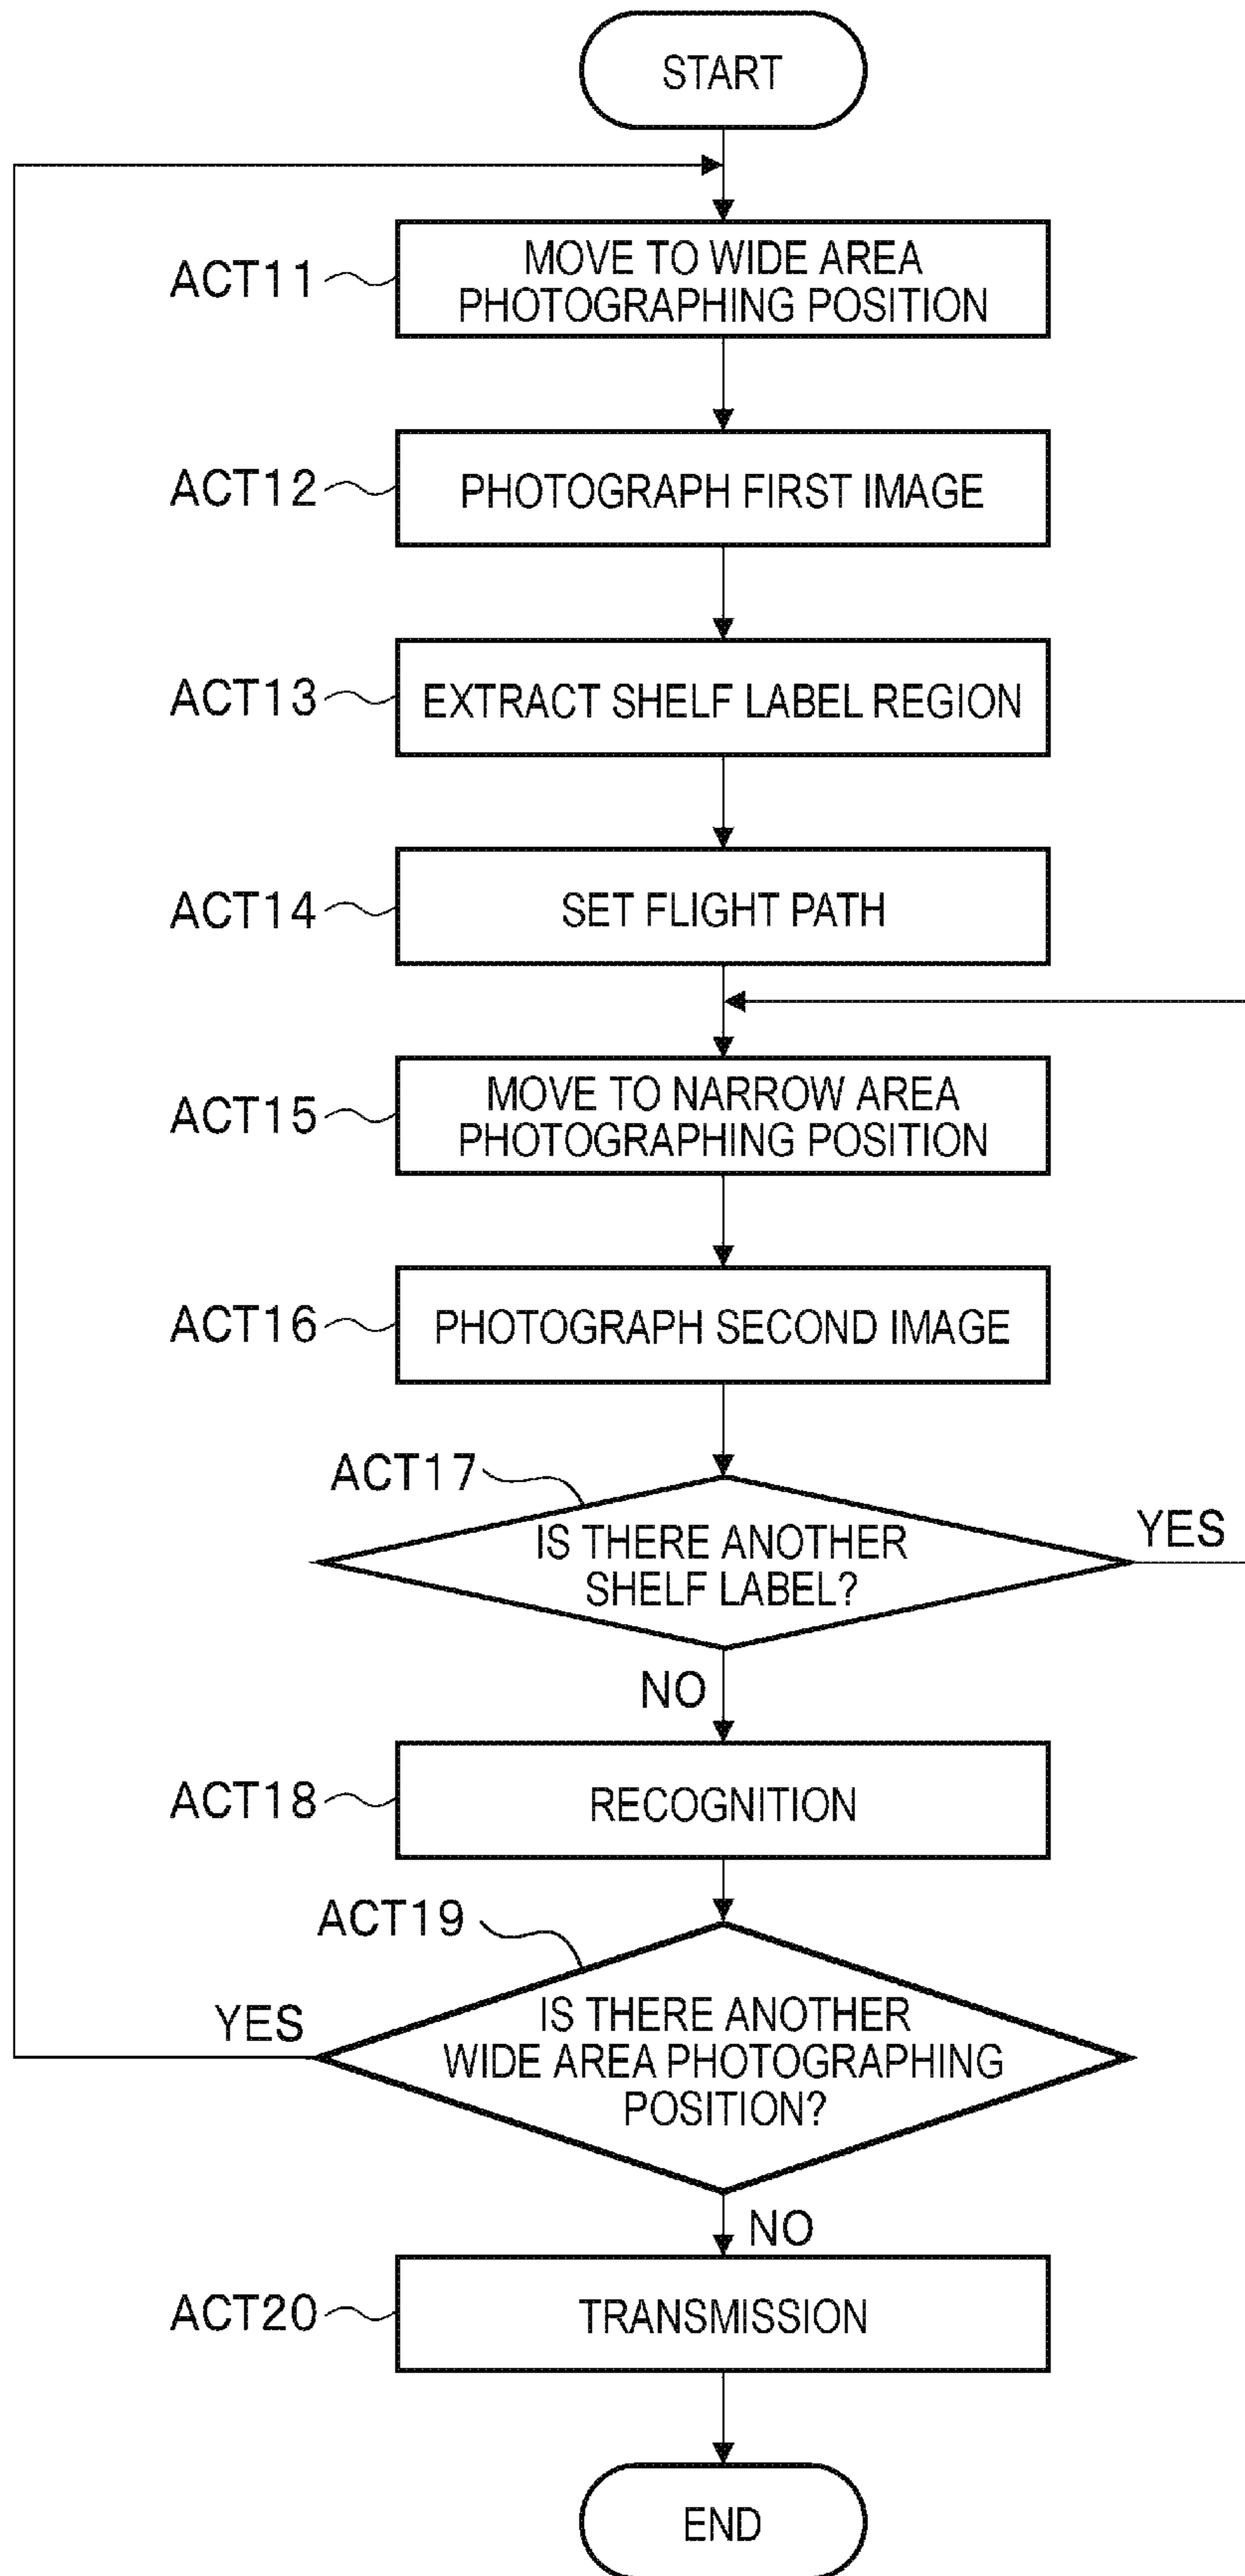 START
ACT11
MOVE TO WIDE AREA
PHOTOGRAPHING POSITION
ACT12
PHOTOGRAPH FIRST IMAGE
ACT13
EXTRACT SHELF LABEL REGION
ACT14
SET FLIGHT PATH
ACT15
MOVE TO NARROW AREA
PHOTOGRAPHING POSITION
ACT16
PHOTOGRAPH SECOND IMAGE
ACT17
IS THERE ANOTHER
SHELF LABEL?
YES
NO
ACT18
RECOGNITION
ACT19
IS THERE ANOTHER
WIDE AREA PHOTOGRAPHING
POSITION?
YES
NO
ACT20
TRANSMISSION
END